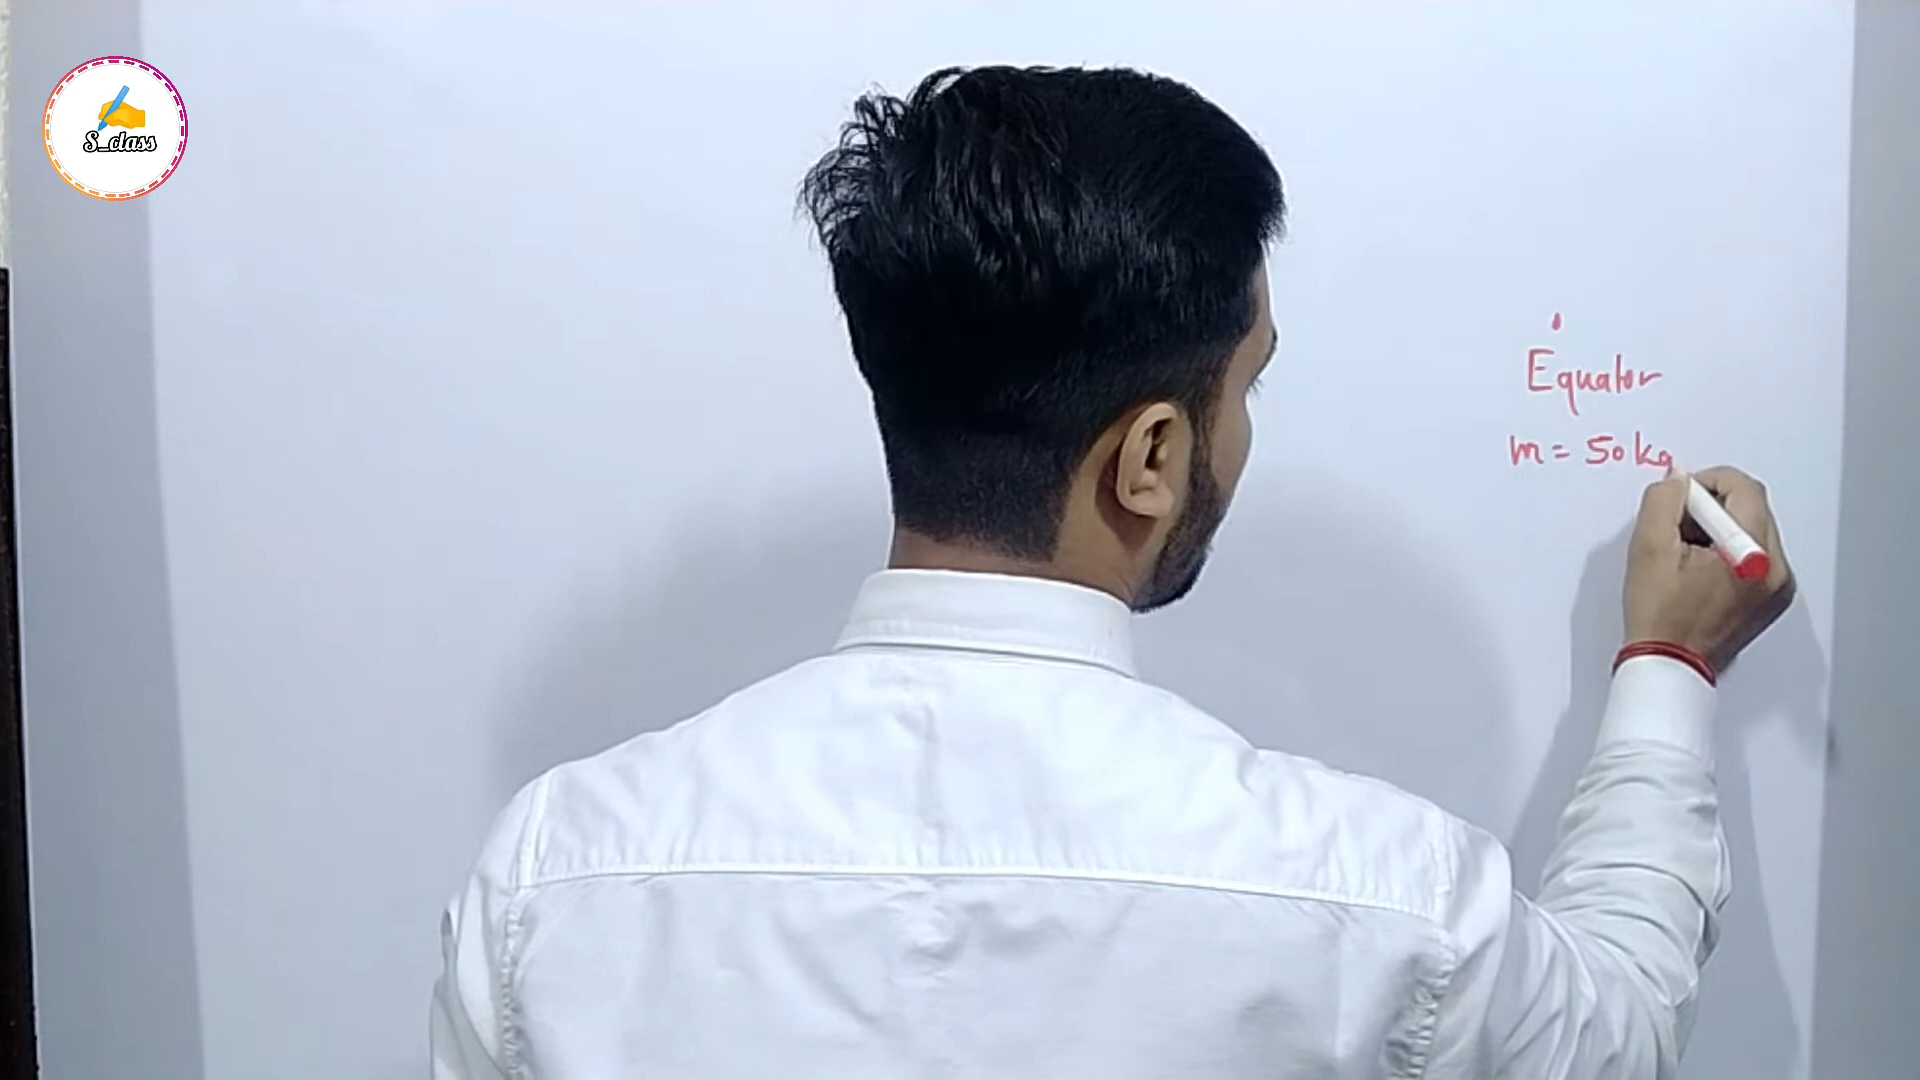 S_class
Equator
m = 50 kg